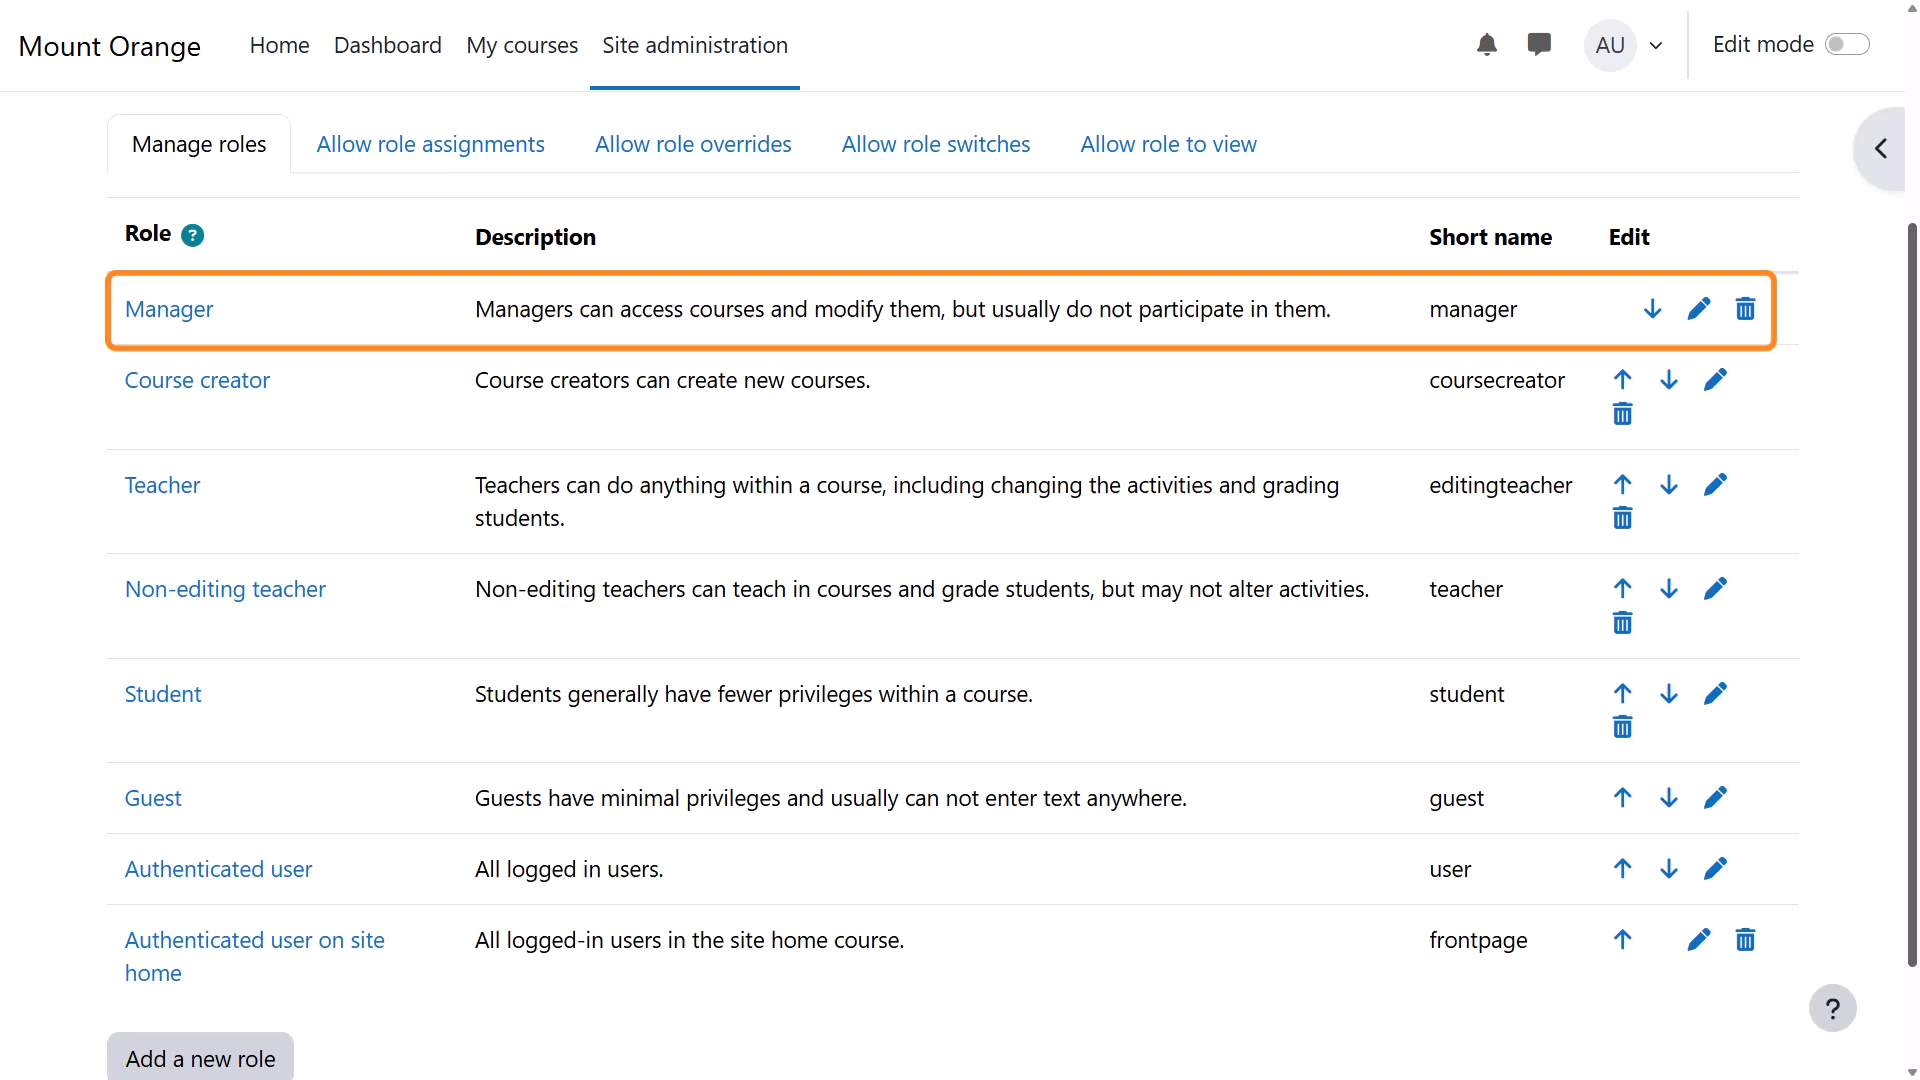 Mount Orange
Home
Dashboard
My courses
Site administration
AU
Edit mode
Manage roles
Allow role assignments
Allow role overrides
Allow role switches
Allow role to view
Role ?
Description
Short name
Edit
Manager
Managers can access courses and modify them, but usually do not participate in them.
manager
Course creator
Course creators can create new courses.
coursecreator
Teacher
Teachers can do anything within a course, including changing the activities and grading
students.
editingteacher
Non-editing teacher
Non-editing teachers can teach in courses and grade students, but may not alter activities.
teacher
Student
Students generally have fewer privileges within a course.
student
Guest
Guests have minimal privileges and usually can not enter text anywhere.
guest
Authenticated user
All logged in users.
user
Authenticated user on site
home
All logged-in users in the site home course.
frontpage
?
Add a new role